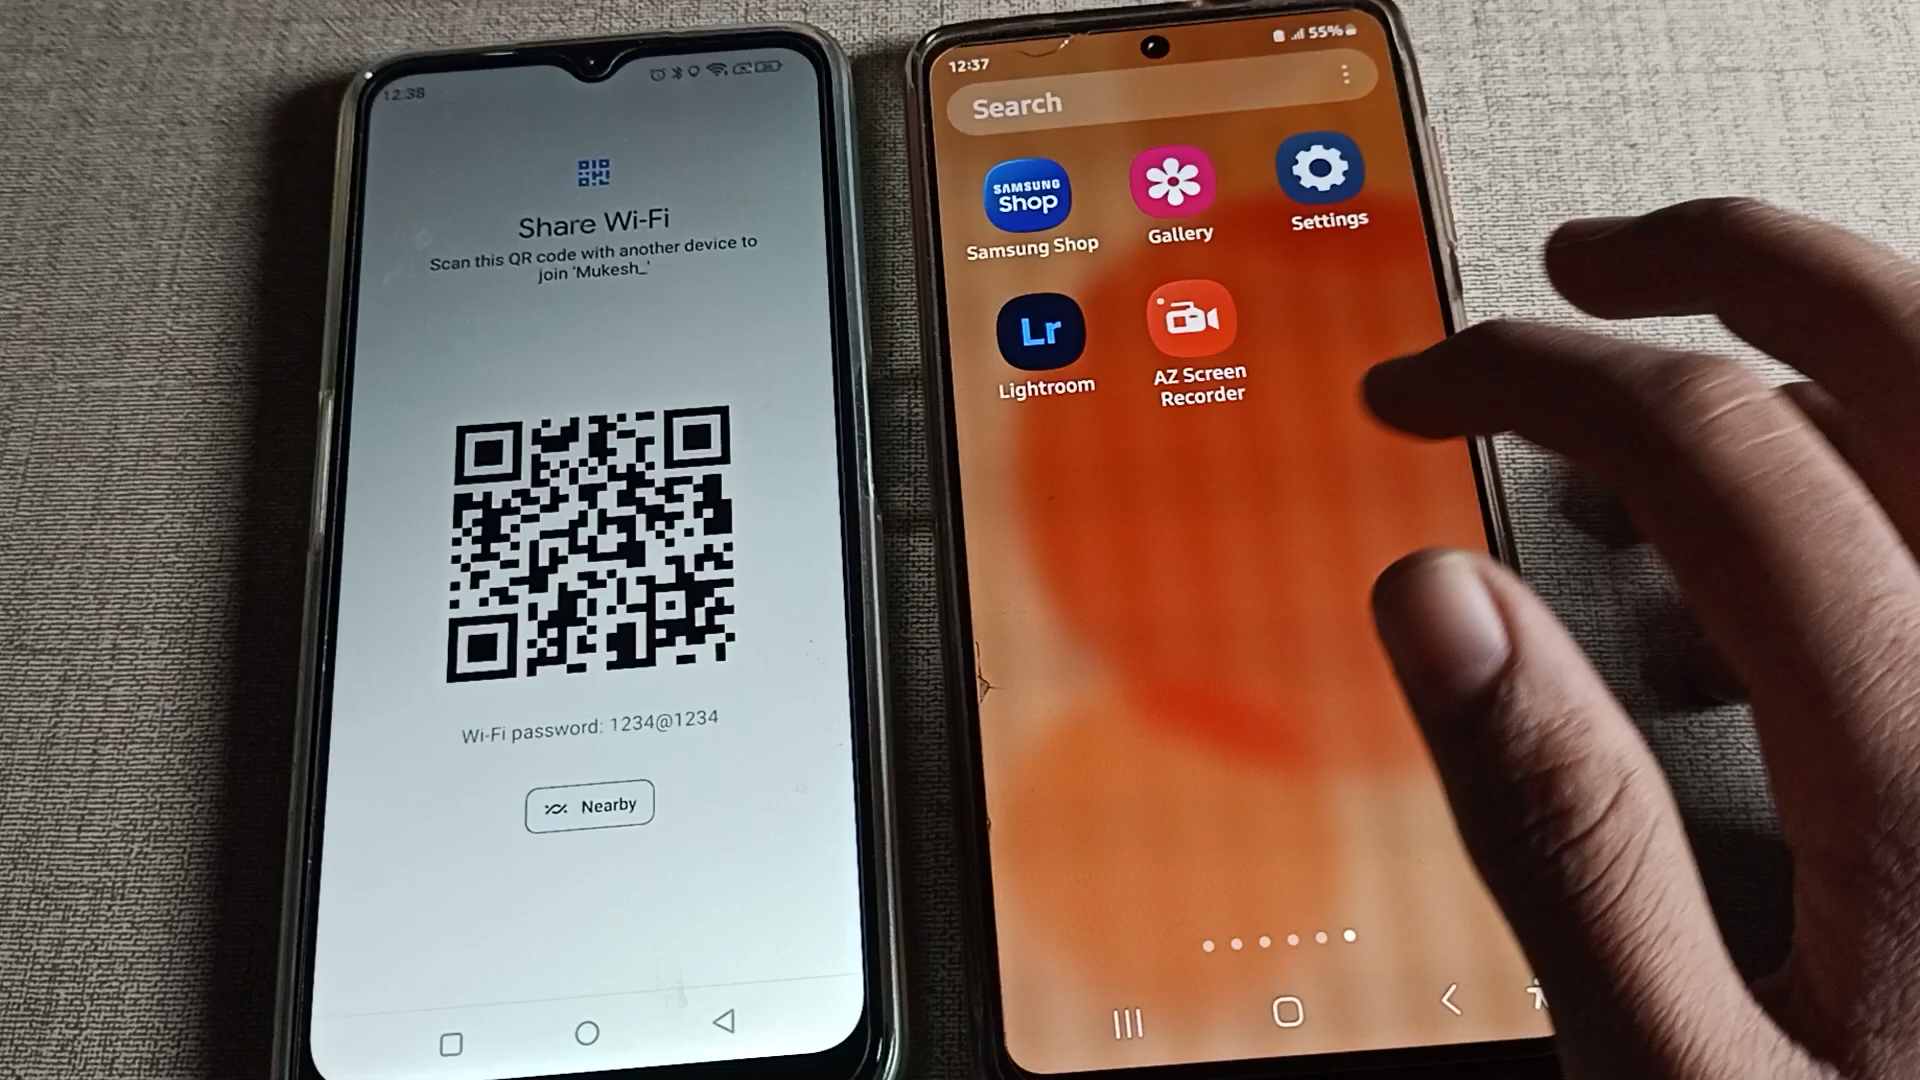 12:38
Share Wi-Fi
Scan this QR code with another device to
join 'Mukesh_'
Wi-Fi password: 1234@1234
Nearby
12:37
55%
Search
SAMSUNG
Shop
Samsung Shop
Gallery
Settings
Lr
Lightroom
AZ Screen
Recorder